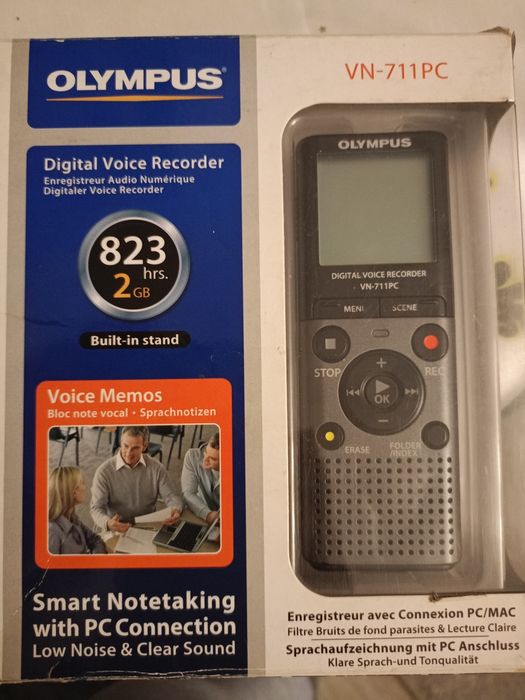 OLYMPUS®
Digital Voice Recorder
Enregistreur Audio Numérique
Digitaler Voice Recorder
823
hrs.
2 GB
Built-in stand
Voice Memos
Bloc note vocal • Sprachnotizen
Smart Notetaking
with PC Connection
Low Noise & Clear Sound
VN-711PC
OLYMPUS
DIGITAL VOICE RECORDER
VN-711PC
MENU SCENE
STOP REC
OK
ERASE FOLDER
/INDEX
Enregistreur avec Connexion PC/MAC
Filtre Bruits de fond parasites & Lecture Claire
Sprachaufzeichnung mit PC Anschluss
Klare Sprach-und Tonqualität